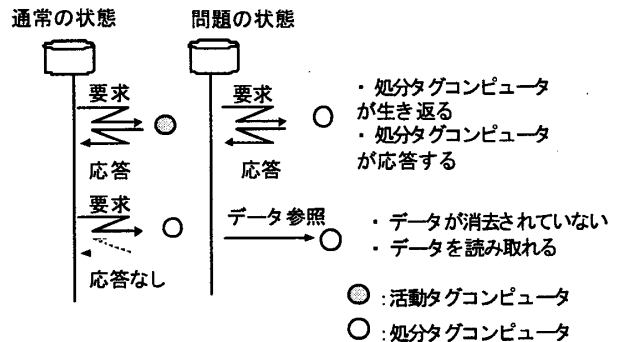 通常の状態
問題の状態
要求
応答
要求
応答なし
要求
応答
データ参照
・処分タグコンピュータ
が生き返る
・処分タグコンピュータ
が応答する
・データが消去されていない
・データを読み取れる
:活動タグコンピュータ
:処分タグコンピュータ